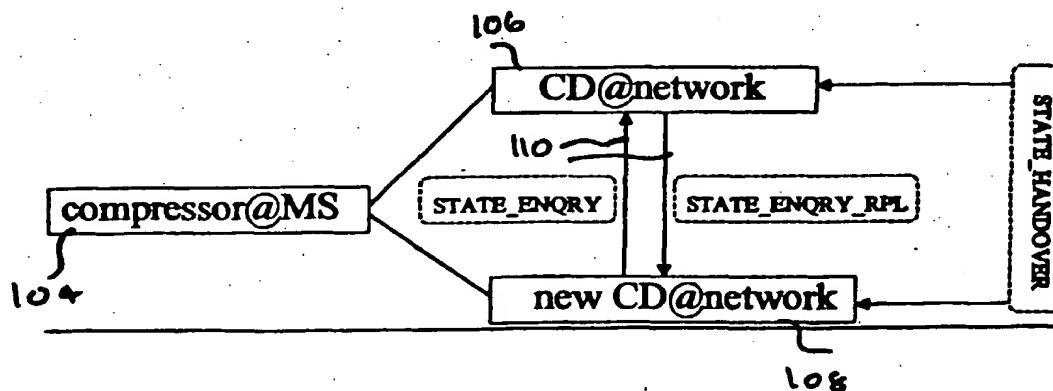 106
CD@network
110
STATE_ENQRY
STATE_ENQRY_RPL
STATE_HANDOVER
compressor@MS
104
new CD@network
108